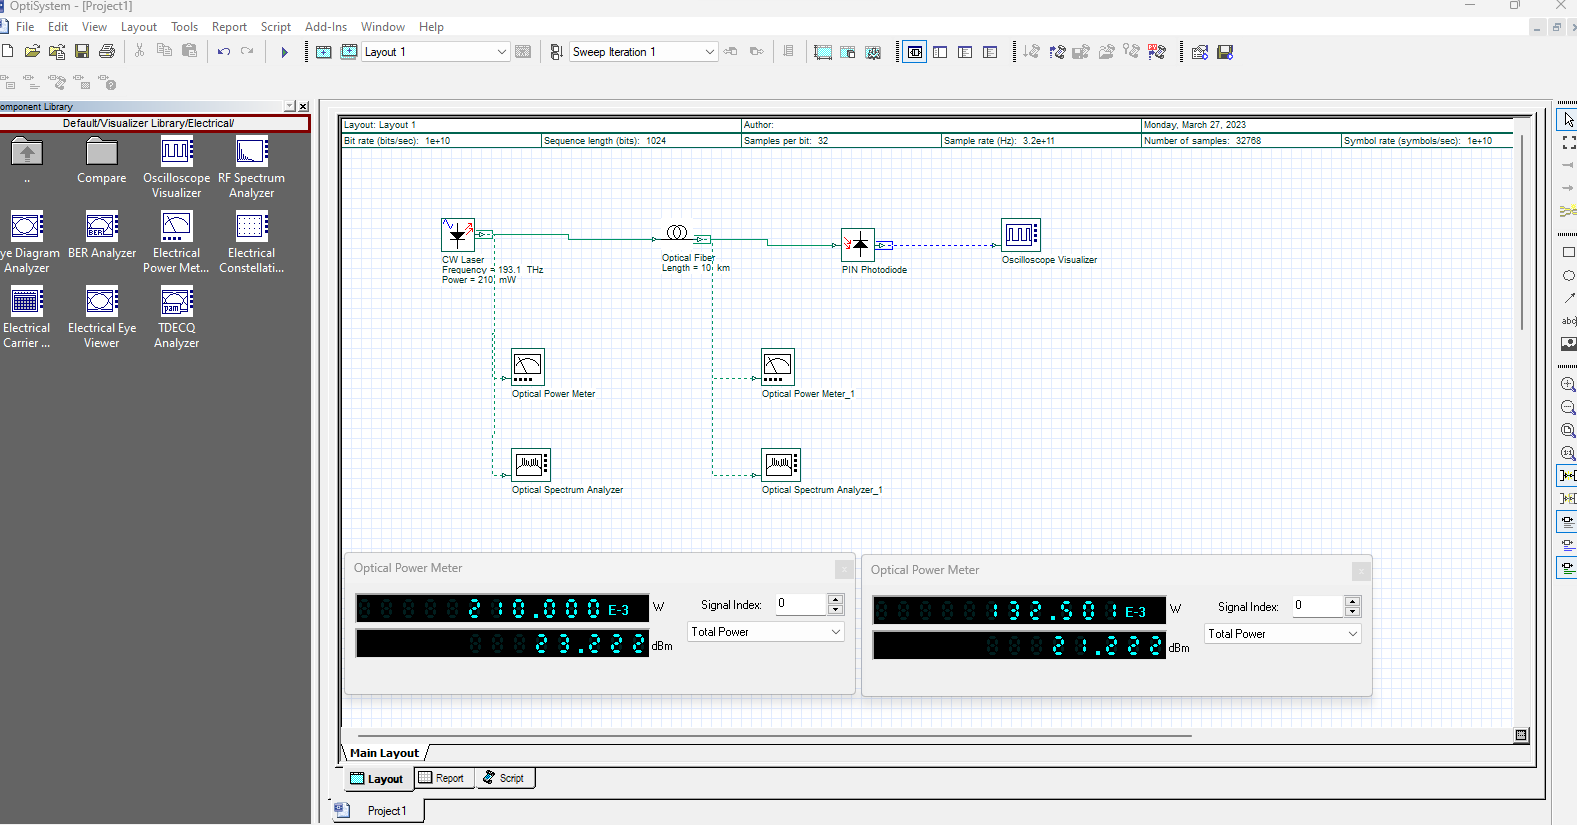 OptiSystem - [Project1]
File Edit View Layout Tools Report Script Add-Ins Window Help
Layout 1 Sweep Iteration 1
omponent Library
Default/Visualizer Library/Electrical/
..
Compare
Oscilloscope
Visualizer
RF Spectrum
Analyzer
ye Diagram
Analyzer
BER Analyzer
Electrical
Power Met...
Electrical
Constellati...
Electrical
Carrier ...
Electrical Eye
Viewer
TDECQ
Analyzer
Layout: Layout 1 Author: Monday, March 27, 2023
Bit rate (bits/sec): 1e+10 Sequence length (bits): 1024 Samples per bit: 32 Sample rate (Hz): 3.2e+11 Number of samples: 32768 Symbol rate (symbols/sec): 1e+10
CW Laser
Frequency = 193.1 THz
Power = 210 mW
Optical Fiber
Length = 10 km
PIN Photodiode
Oscilloscope Visualizer
Optical Power Meter
Optical Power Meter_1
Optical Spectrum Analyzer
Optical Spectrum Analyzer_1
Optical Power Meter
210.000 E-3 W
23.222 dBm
Signal Index: 0
Total Power
Optical Power Meter
132.501 E-3 W
21.222 dBm
Signal Index: 0
Total Power
Main Layout
Layout Report Script
Project1
BER
pam
abc
1:1